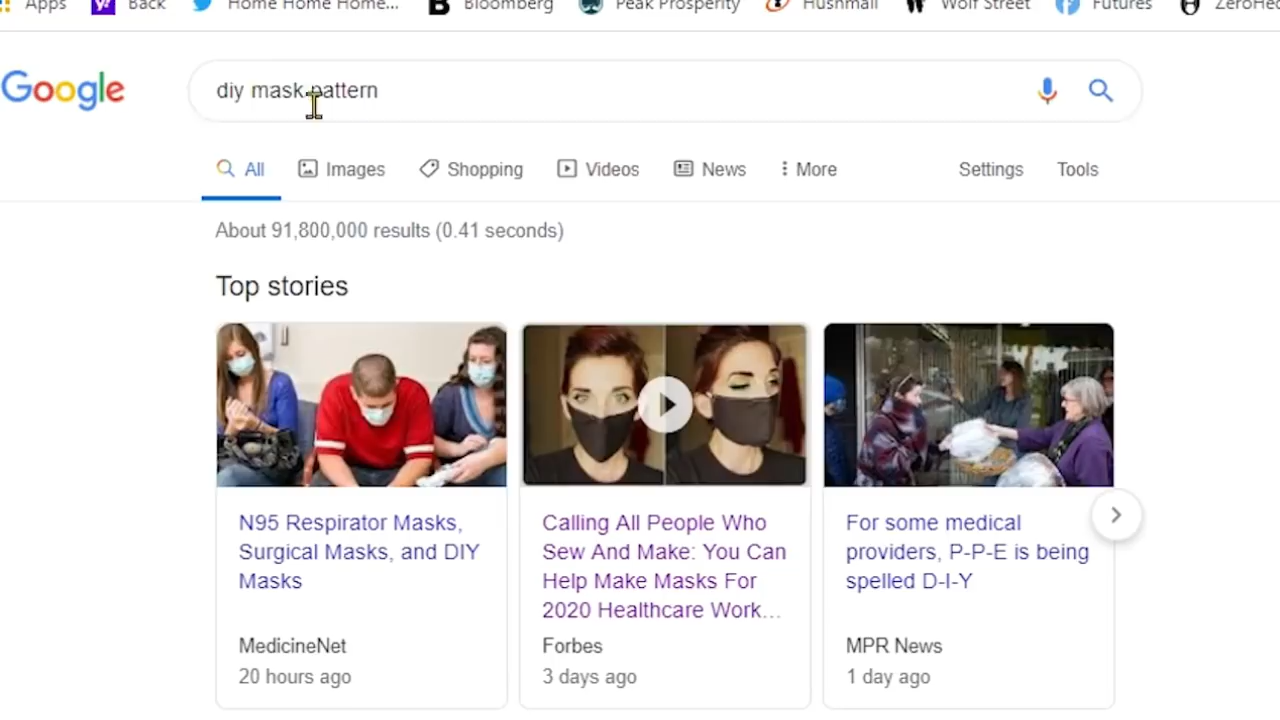 Apps Back Home Home Home... Bloomberg Peak Prosperity Hushmail Wolf Street Futures ZeroHed
Google diy mask pattern
All Images Shopping Videos News More Settings Tools
About 91,800,000 results (0.41 seconds)
Top stories
N95 Respirator Masks,
Surgical Masks, and DIY
Masks
MedicineNet
20 hours ago
Calling All People Who
Sew And Make: You Can
Help Make Masks For
2020 Healthcare Work...
Forbes
3 days ago
For some medical
providers, P-P-E is being
spelled D-I-Y
MPR News
1 day ago